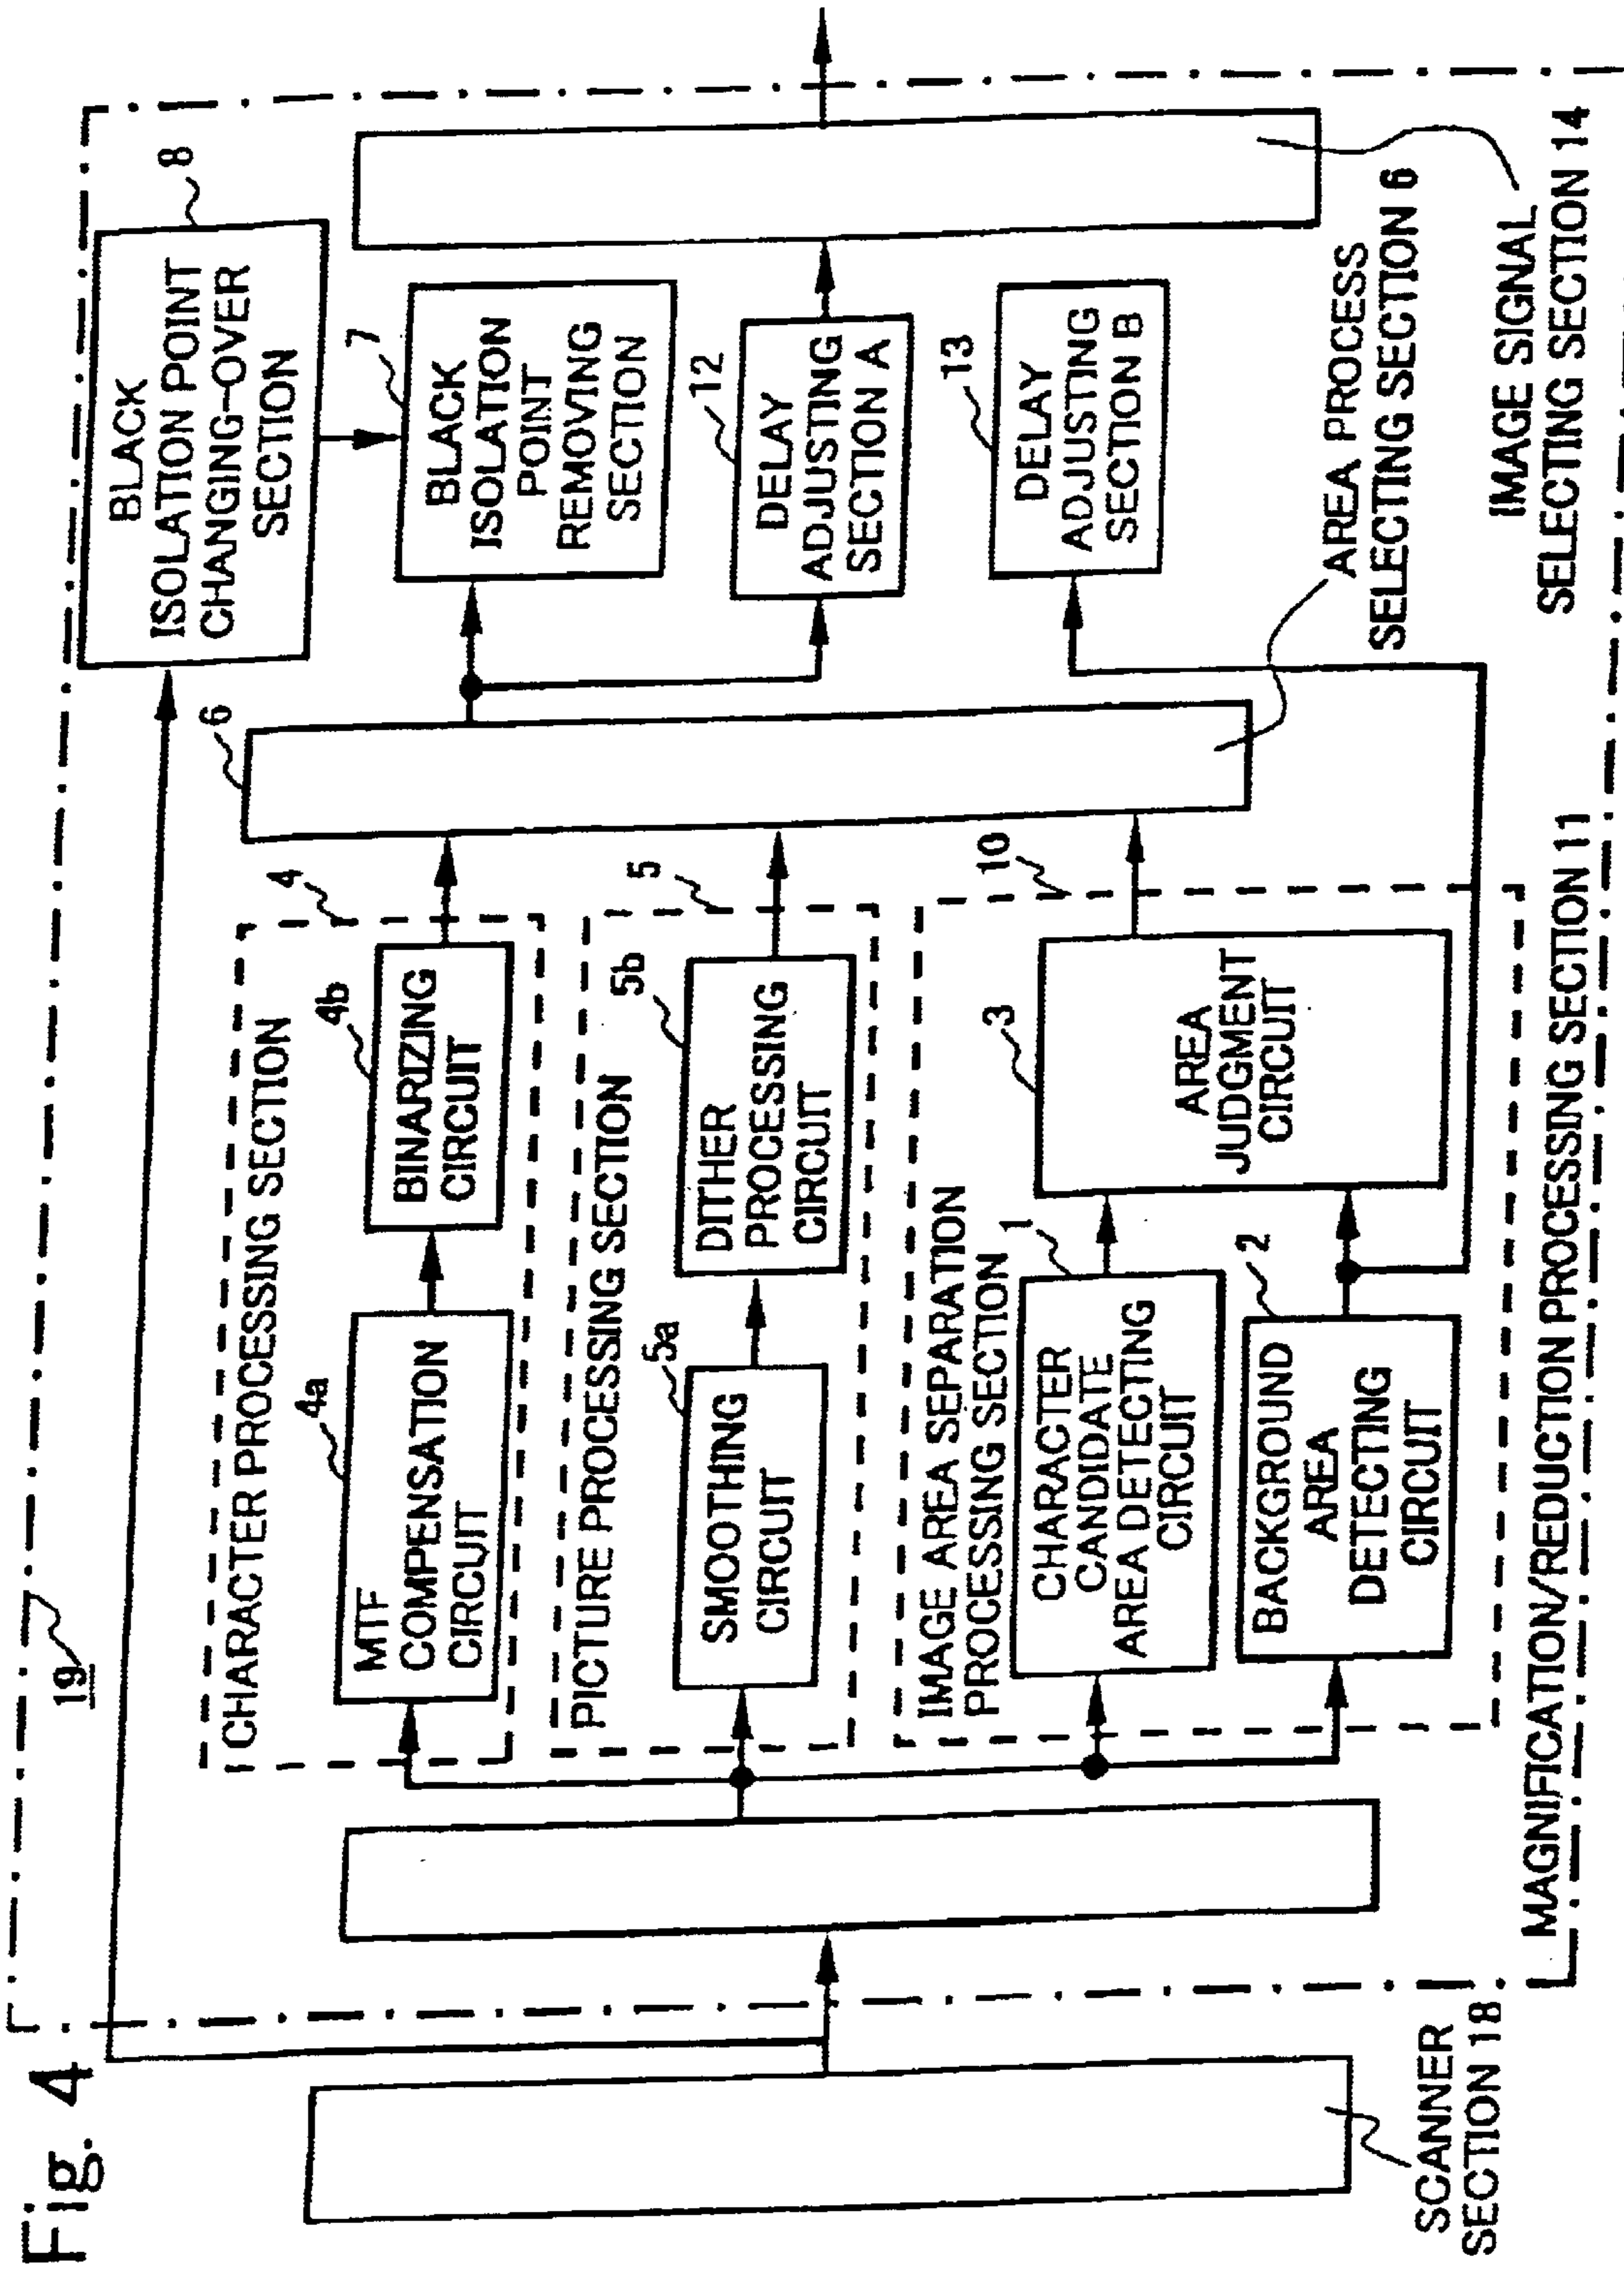 Fig. 4
19
8
BLACK
ISOLATION POINT
CHANGING-OVER
SECTION
CHARACTER PROCESSING SECTION
4
4a
MTF
COMPENSATION
CIRCUIT
4b
BINARIZING
CIRCUIT
PICTURE PROCESSING SECTION
5
5a
SMOOTHING
CIRCUIT
5b
DITHER
PROCESSING
CIRCUIT
IMAGE AREA SEPARATION
PROCESSING SECTION
10
1
CHARACTER
CANDIDATE
AREA DETECTING
CIRCUIT
2
BACKGROUND
AREA
DETECTING
CIRCUIT
3
AREA
JUDGMENT
CIRCUIT
6
7
BLACK
ISOLATION
POINT
REMOVING
SECTION
12
DELAY
ADJUSTING
SECTION A
13
DELAY
ADJUSTING
SECTION B
AREA PROCESS
SELECTING SECTION 6
IMAGE SIGNAL
SELECTING SECTION 14
MAGNIFICATION/REDUCTION PROCESSING SECTION 11
SCANNER
SECTION 18